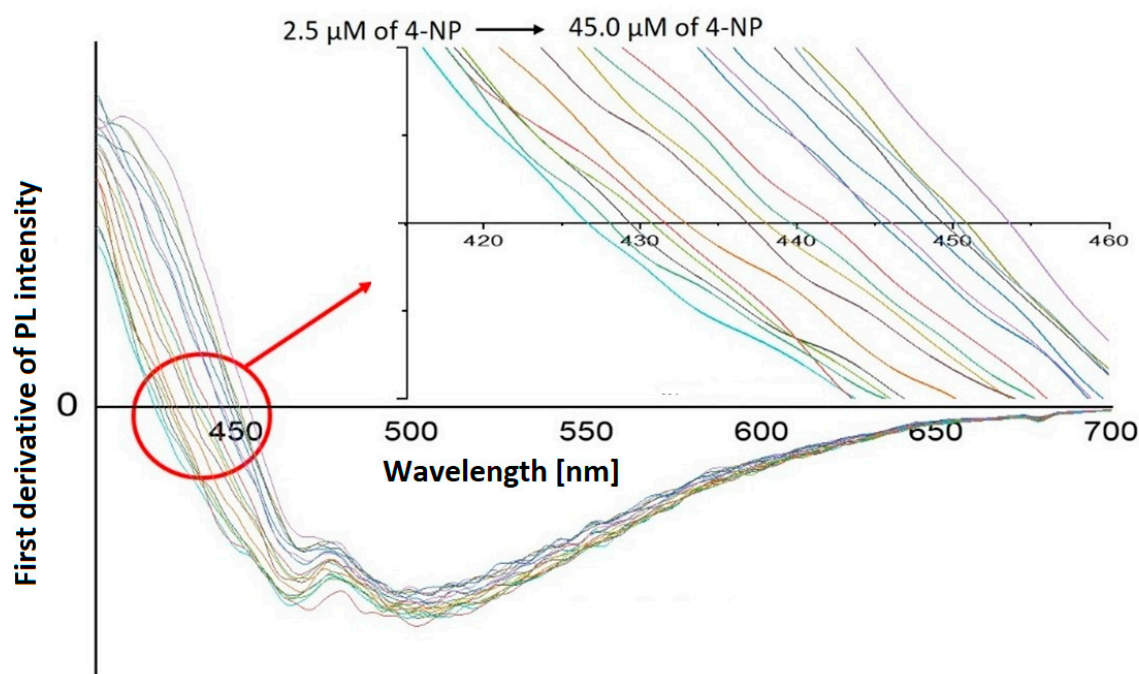 2.5 µM of 4-NP 45.0 µM of 4-NP
420 430 440 450 460
0
450 500 550 600 650 700
Wavelength [nm]
First derivative of PL intensity